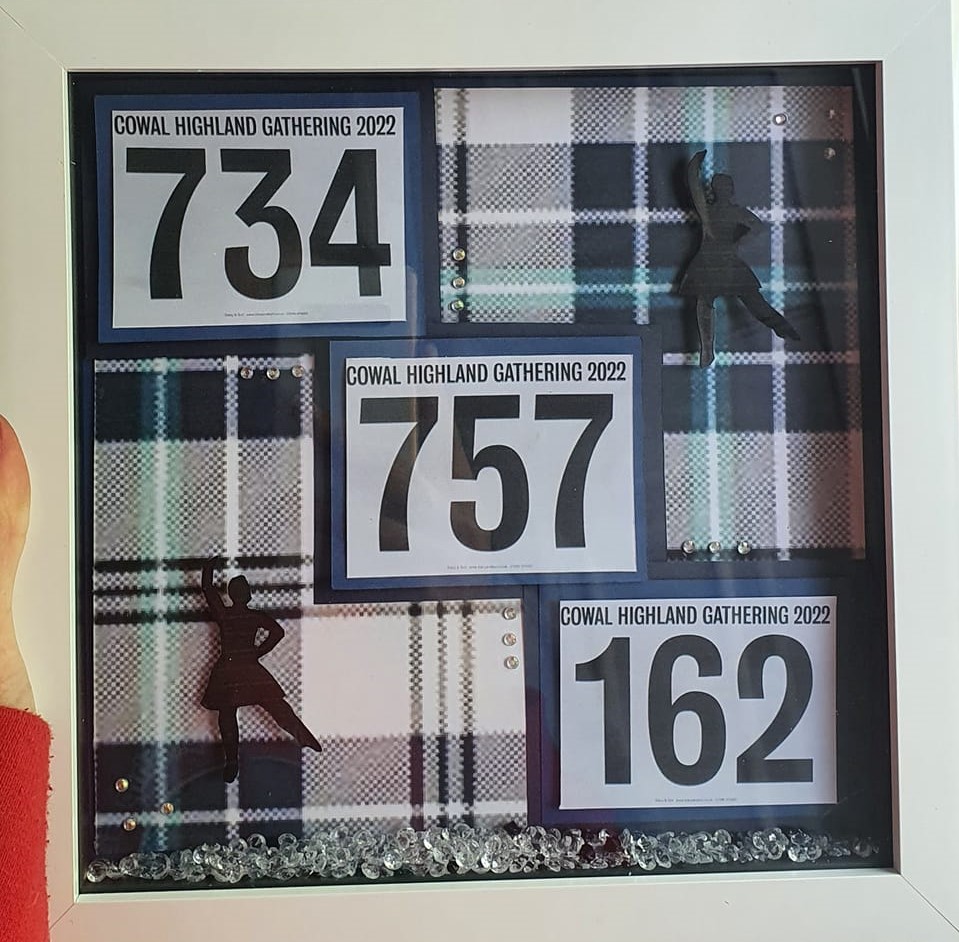 COWAL HIGHLAND GATHERING 2022
734
COWAL HIGHLAND GATHERING 2022
757
COWAL HIGHLAND GATHERING 2022
162